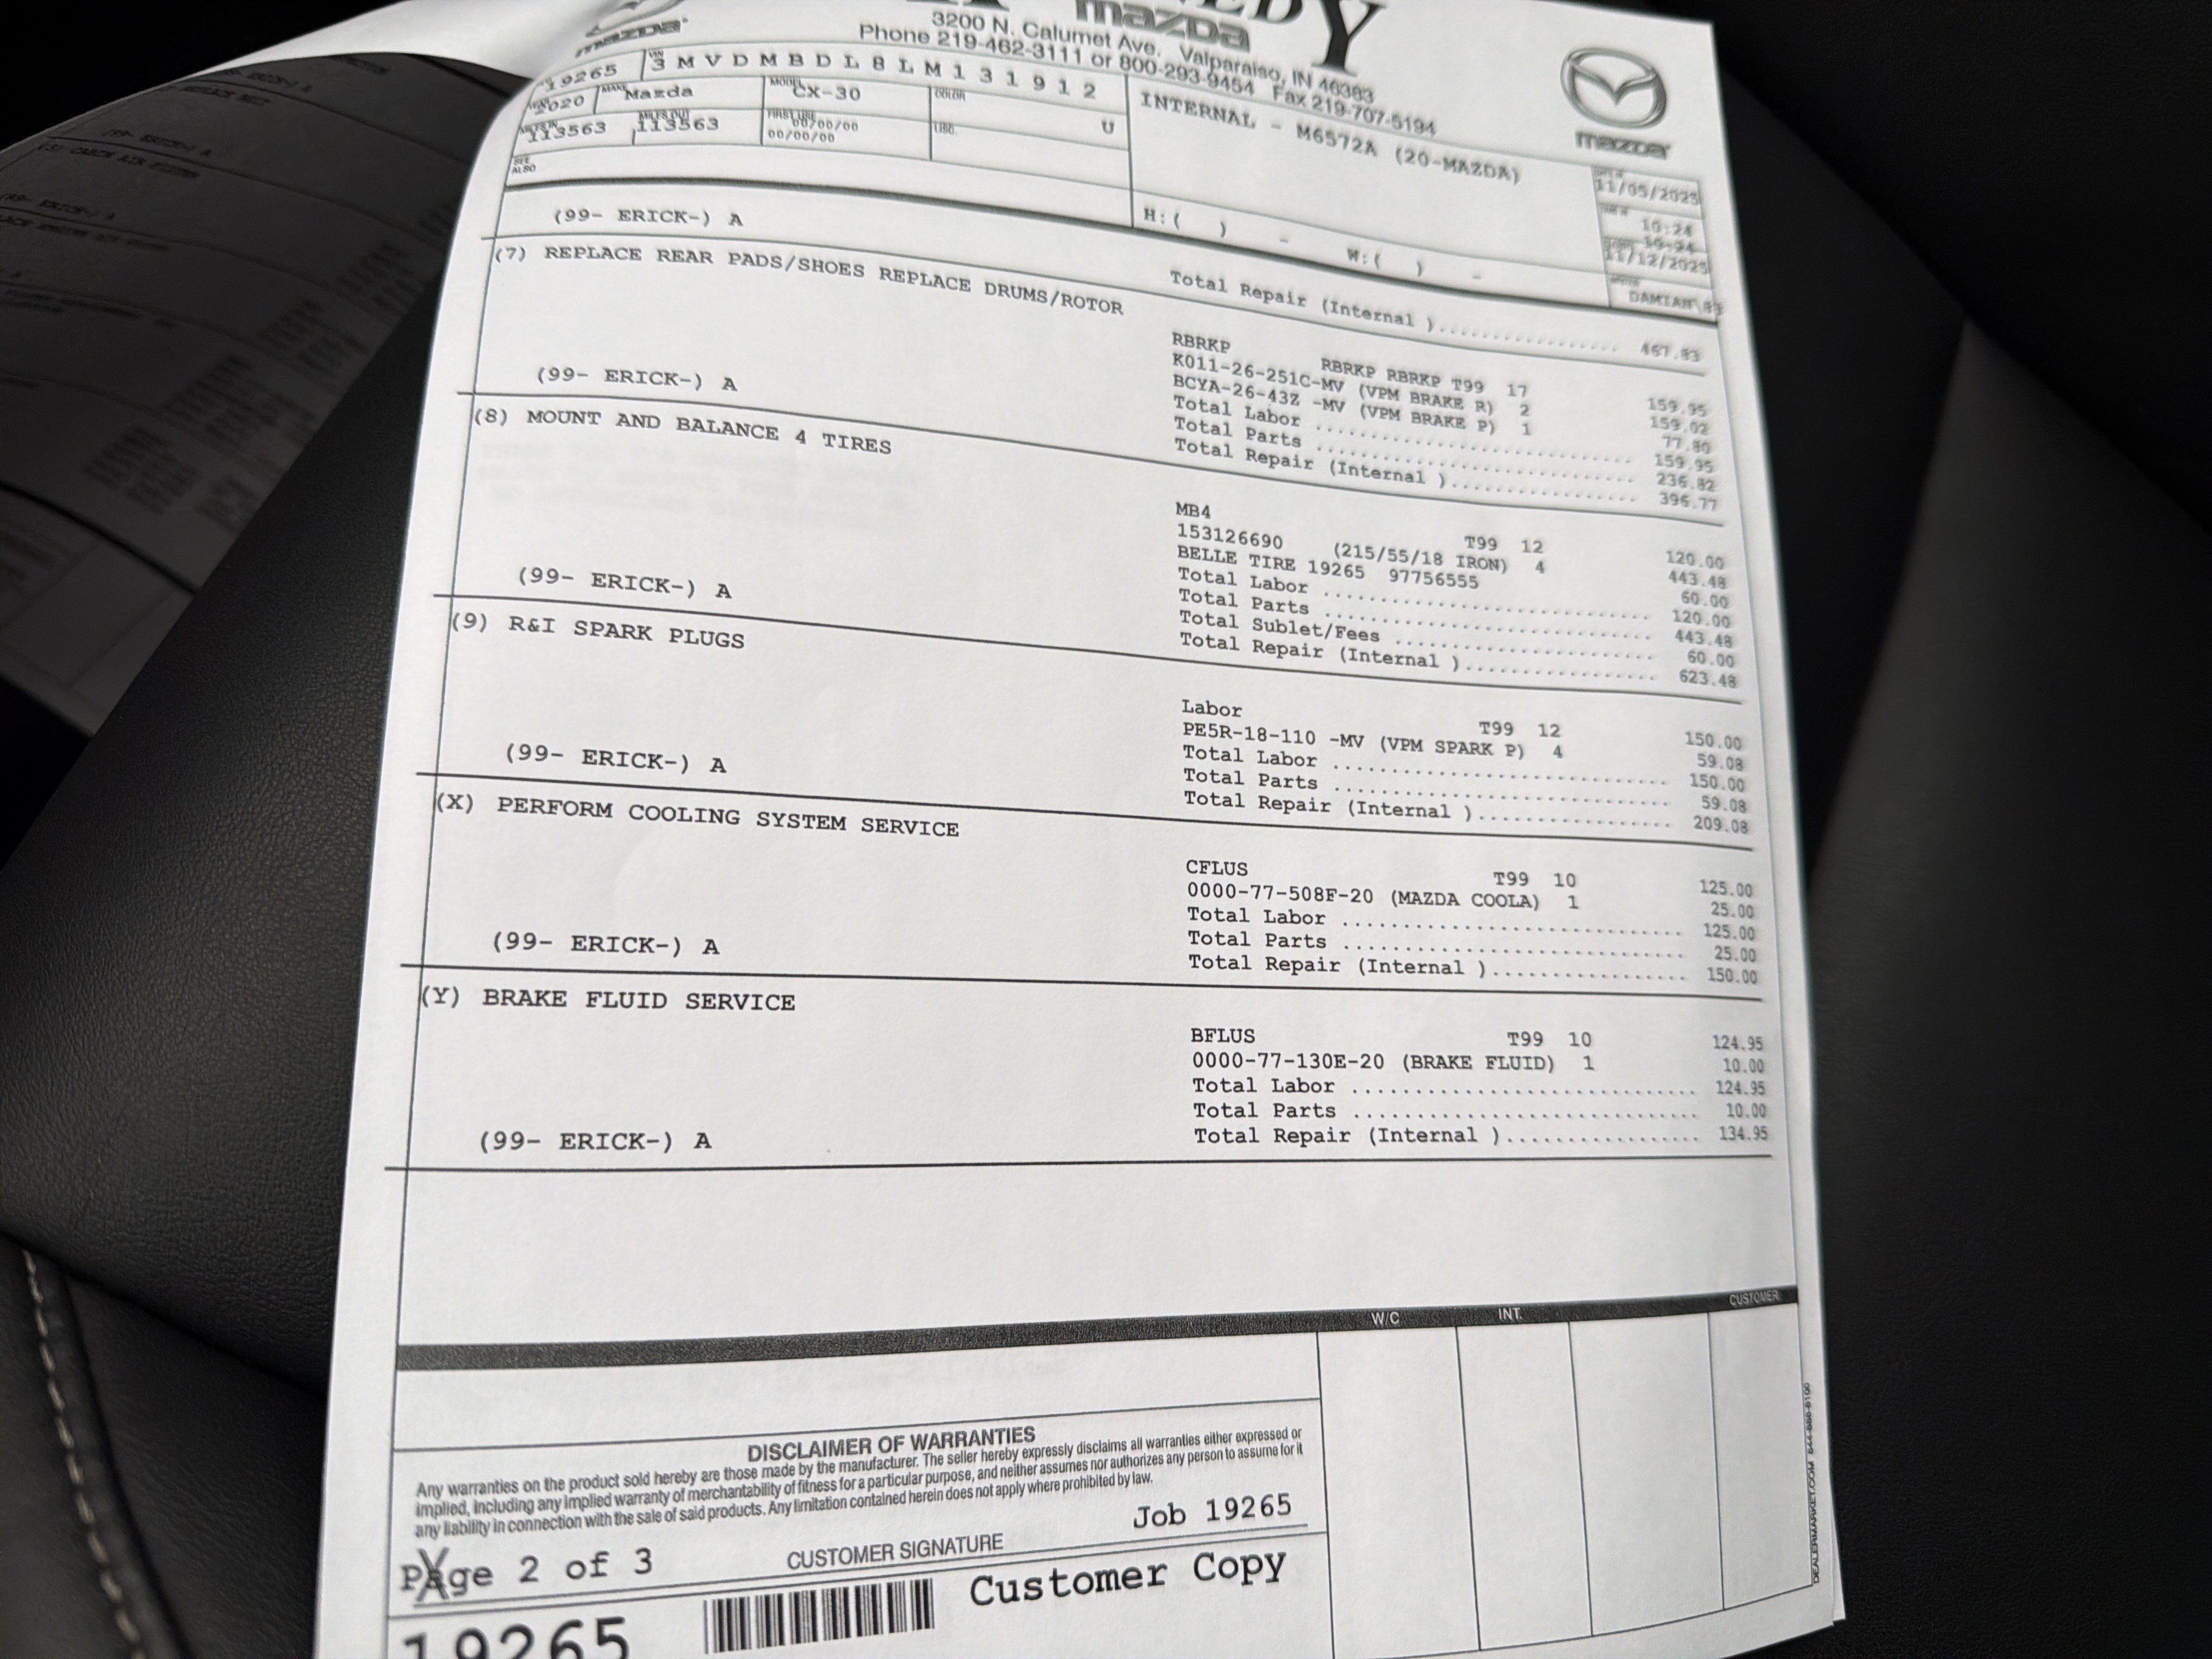 EDY
mazda
mazda
3200 N. Calumet Ave. Valparaiso, IN 46383
Phone 219-462-3111 or 800-293-9454 Fax 219-707-5194
mazda
19265 VIN 3MVDMBDL8LM131912
2020 MAKE Mazda MODEL CX-30 COLOR U
MILES IN 113563 MILES OUT 113563 FIRST USE 00/00/00 LIC.
00/00/00
SEE ALSO
INTERNAL - M6572A (20-MAZDA)
H:( ) - W:( ) -
11/05/2025
10:24
11/12/2025
DAMIAN
(99- ERICK-) A
Total Repair (Internal )................ 467.83
(7) REPLACE REAR PADS/SHOES REPLACE DRUMS/ROTOR
RBRKP RBRKP RBRKP T99 17 159.95
K011-26-251C-MV (VPM BRAKE R) 2 159.02
BCYA-26-43Z -MV (VPM BRAKE P) 1 77.80
Total Labor ............................ 159.95
Total Parts ............................ 236.82
Total Repair (Internal )................ 396.77
(99- ERICK-) A
(8) MOUNT AND BALANCE 4 TIRES
MB4 T99 12 120.00
153126690 (215/55/18 IRON) 4 443.48
BELLE TIRE 19265 97756555 60.00
Total Labor ............................ 120.00
Total Parts ............................ 443.48
Total Sublet/Fees ...................... 60.00
Total Repair (Internal )................ 623.48
(99- ERICK-) A
(9) R&I SPARK PLUGS
Labor T99 12 150.00
PE5R-18-110 -MV (VPM SPARK P) 4 59.08
Total Labor ............................ 150.00
Total Parts ............................ 59.08
Total Repair (Internal )................ 209.08
(99- ERICK-) A
(X) PERFORM COOLING SYSTEM SERVICE
CFLUS T99 10 125.00
0000-77-508F-20 (MAZDA COOLA) 1 25.00
Total Labor ............................ 125.00
Total Parts ............................ 25.00
Total Repair (Internal )................ 150.00
(99- ERICK-) A
(Y) BRAKE FLUID SERVICE
BFLUS T99 10 124.95
0000-77-130E-20 (BRAKE FLUID) 1 10.00
Total Labor ............................ 124.95
Total Parts ............................ 10.00
Total Repair (Internal )................ 134.95
(99- ERICK-) A
W/C INT. CUSTOMER
DISCLAIMER OF WARRANTIES
Any warranties on the product sold hereby are those made by the manufacturer. The seller hereby expressly disclaims all warranties either expressed or
implied, including any implied warranty of merchantability of fitness for a particular purpose, and neither assumes nor authorizes any person to assume for it
any liability in connection with the sale of said products. Any limitation contained herein does not apply where prohibited by law.
Job 19265
CUSTOMER SIGNATURE
X
Page 2 of 3
Customer Copy
19265
DEALERMARKET.COM